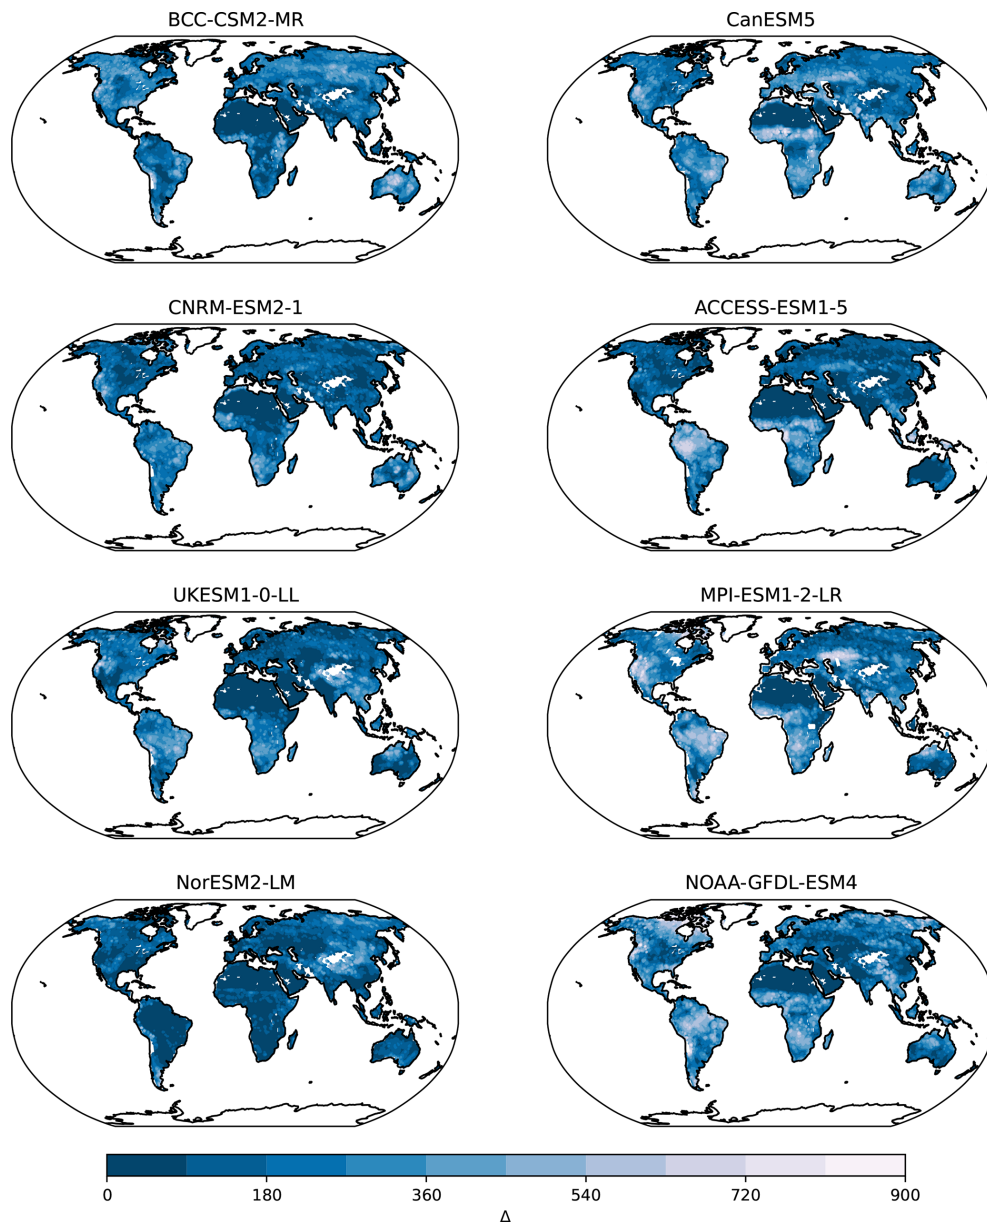 BCC-CSM2-MR
CanESM5
CNRM-ESM2-1
ACCESS-ESM1-5
UKESM1-0-LL
MPI-ESM1-2-LR
NorESM2-LM
NOAA-GFDL-ESM4
0 180 360 540 720 900
Δ